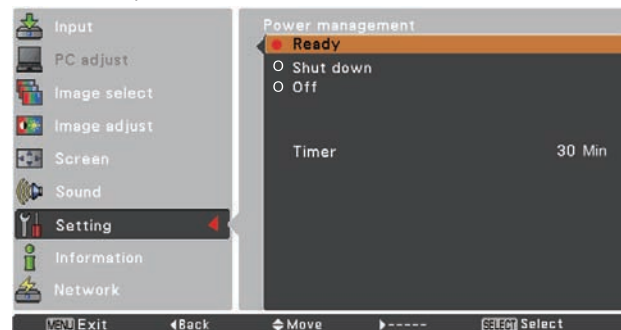 Input
PC adjust
Image select
Image adjust
Screen
Sound
Setting
Information
Network
Power management
Ready
Shut down
Off
Timer 30 Min
MENU Exit Back Move ----- SELECT Select